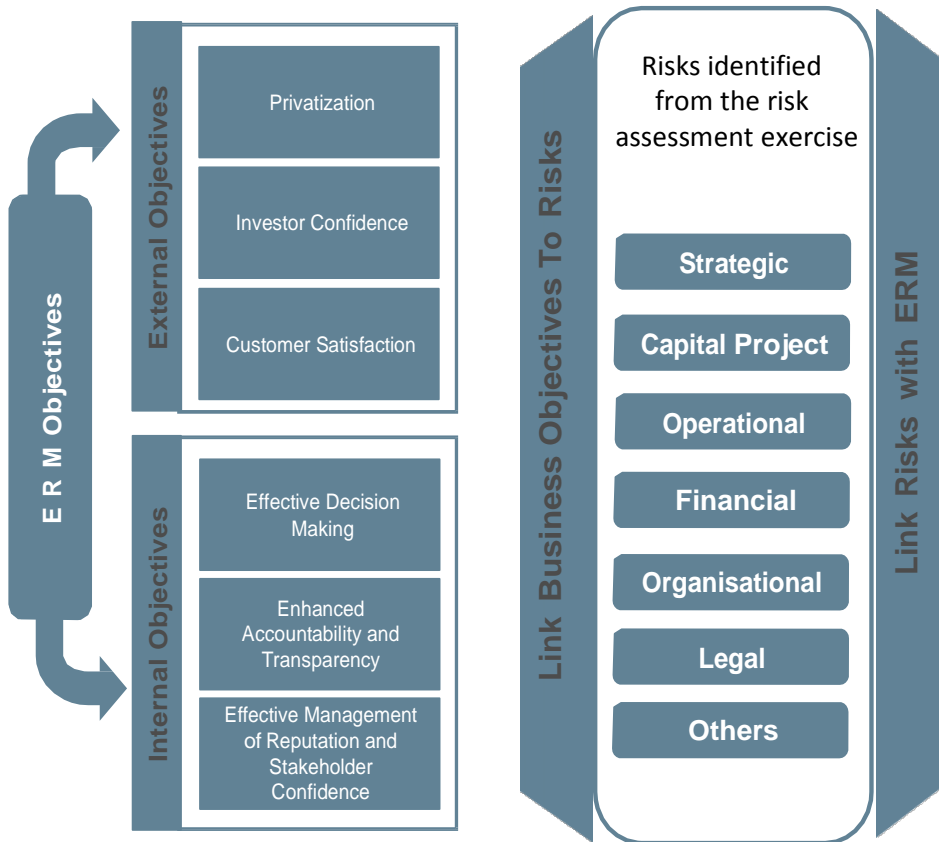 E R M Objectives
External Objectives
Privatization
Investor Confidence
Customer Satisfaction
Internal Objectives
Effective Decision
Making
Enhanced
Accountability and
Transparency
Effective Management
of Reputation and
Stakeholder
Confidence
Link Business Objectives To Risks
Risks identified
from the risk
assessment exercise
Strategic
Capital Project
Operational
Financial
Organisational
Legal
Others
Link Risks with ERM